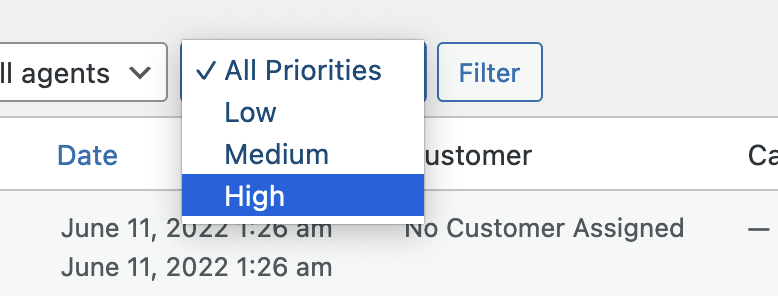 ll agents
✓ All Priorities
Low
Medium
High
Filter
Date
ustomer
Ca
June 11, 2022 1:26 am
No Customer Assigned
—
June 11, 2022 1:26 am